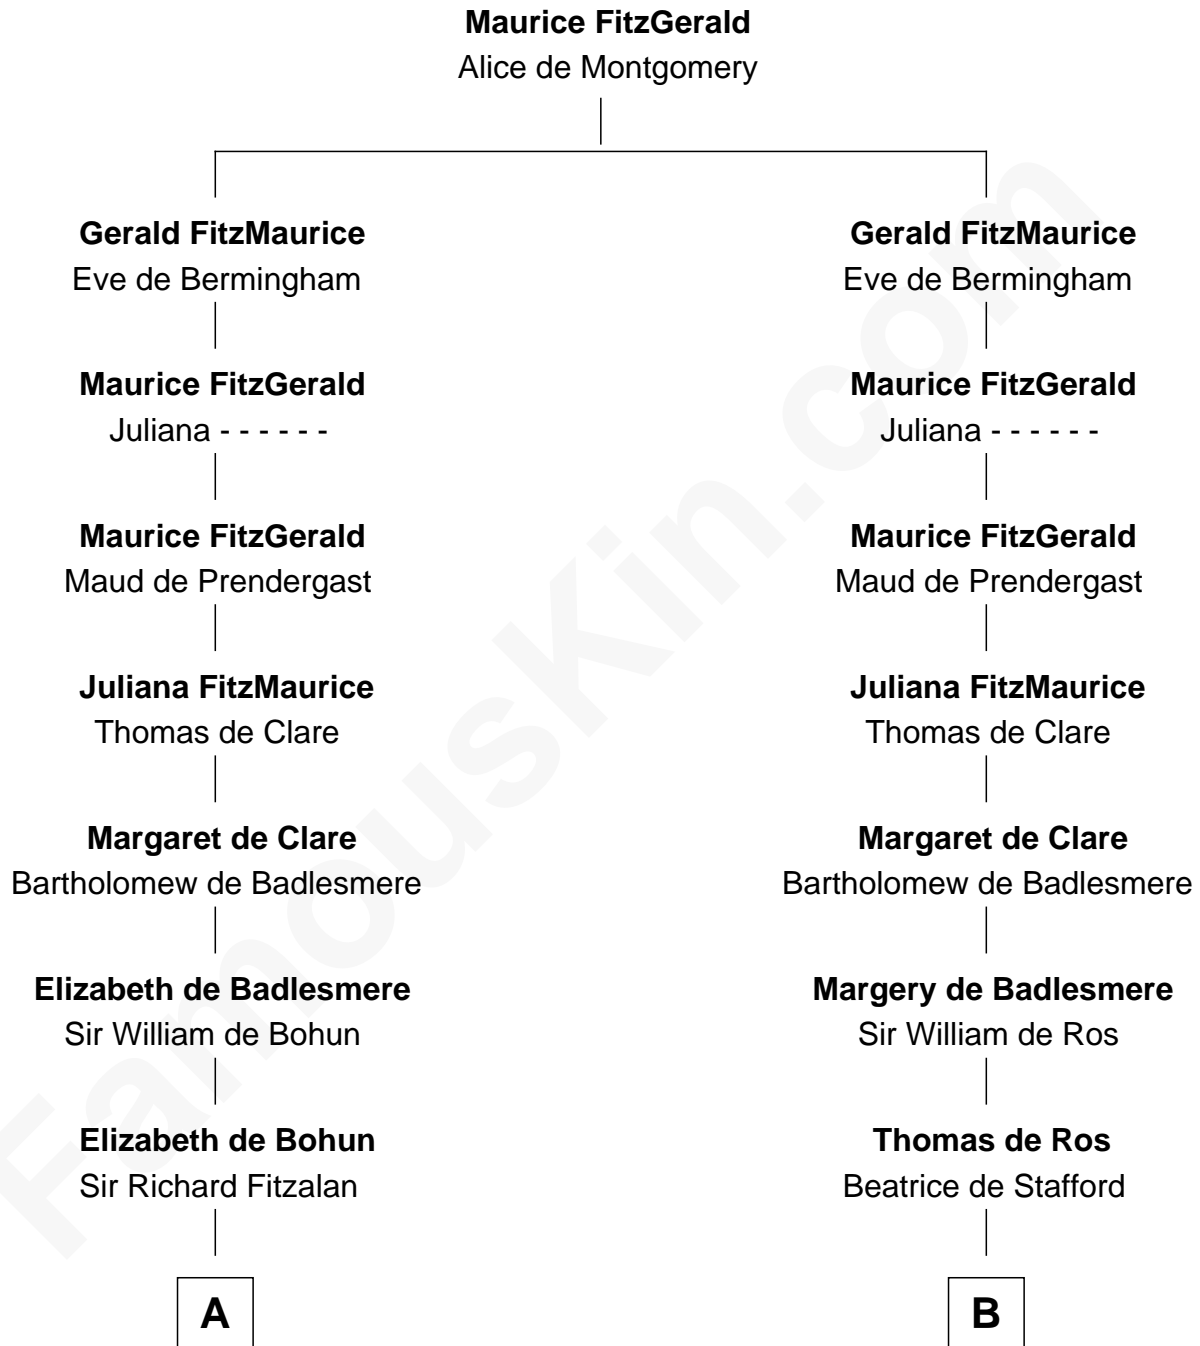 Maurice FitzGerald
Alice de Montgomery
Gerald FitzMaurice
Eve de Bermingham
Maurice FitzGerald
Juliana - - - - - -
Maurice FitzGerald
Maud de Prendergast
Juliana FitzMaurice
Thomas de Clare
Margaret de Clare
Bartholomew de Badlesmere
Elizabeth de Badlesmere
Sir William de Bohun
Elizabeth de Bohun
Sir Richard Fitzalan
A
Gerald FitzMaurice
Eve de Bermingham
Maurice FitzGerald
Juliana - - - - - -
Maurice FitzGerald
Maud de Prendergast
Juliana FitzMaurice
Thomas de Clare
Margaret de Clare
Bartholomew de Badlesmere
Margery de Badlesmere
Sir William de Ros
Thomas de Ros
Beatrice de Stafford
B
FamousKin.com